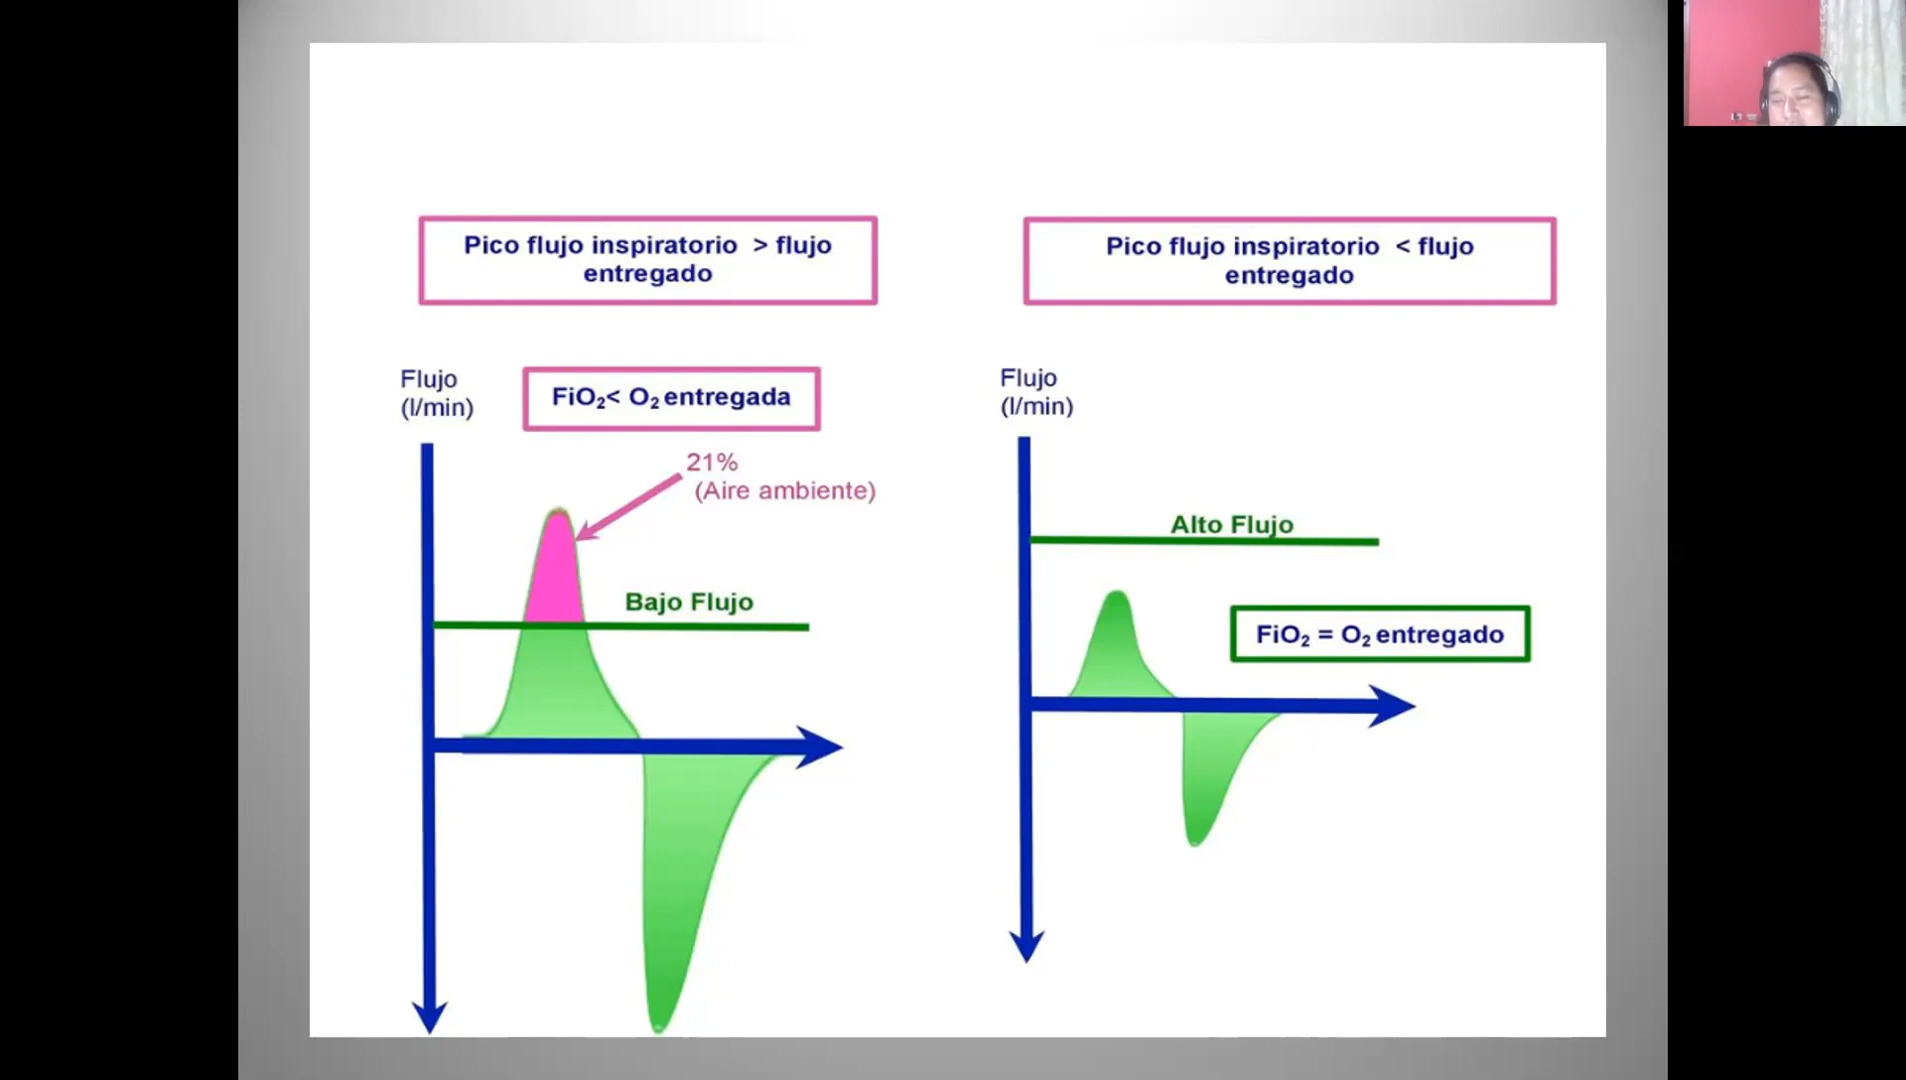 Pico flujo inspiratorio > flujo
entregado
Flujo
(l/min)
FiO₂< O₂ entregada
21%
(Aire ambiente)
Bajo Flujo
Pico flujo inspiratorio < flujo
entregado
Flujo
(l/min)
Alto Flujo
FiO₂ = O₂ entregado